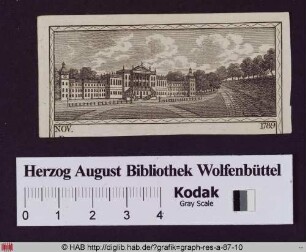 NOV. 1789
Herzog August Bibliothek Wolfenbüttel
Kodak
Gray Scale
0 1 2 3 4
© HAB http://diglib.hab.de/?grafik=graph-res-a-87-10